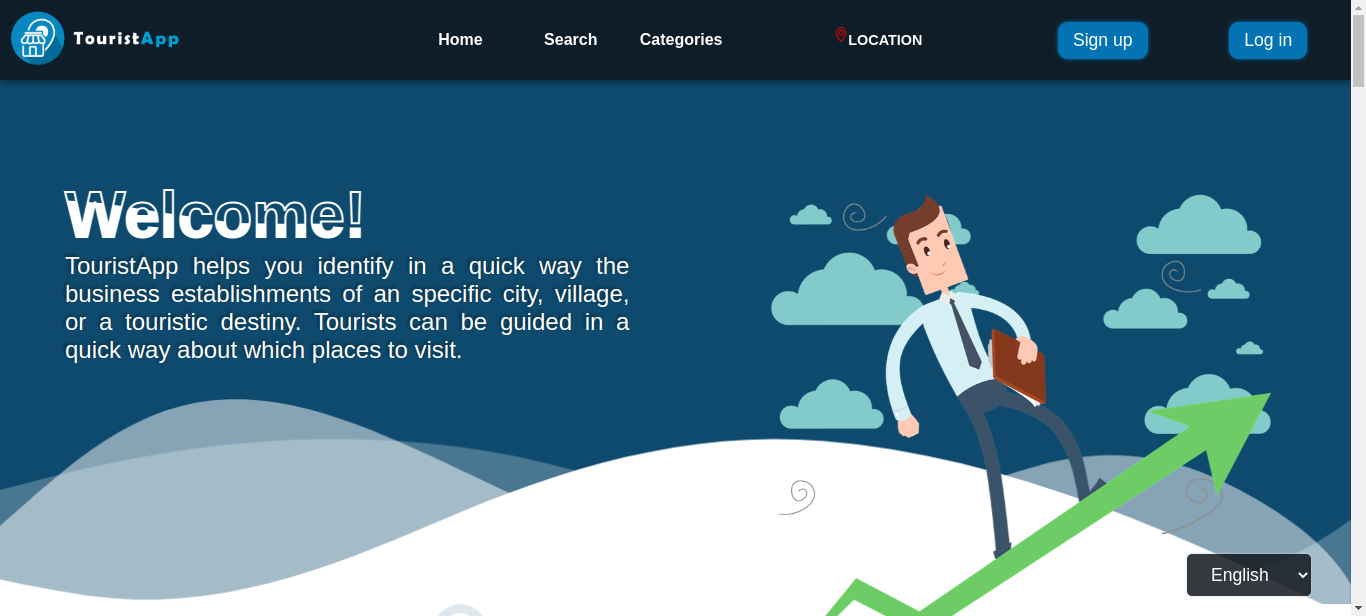 TouristApp
Home
Search
Categories
LOCATION
Sign up
Log in
Welcome!
TouristApp helps you identify in a quick way the
business establishments of an specific city, village,
or a touristic destiny. Tourists can be guided in a
quick way about which places to visit.
English